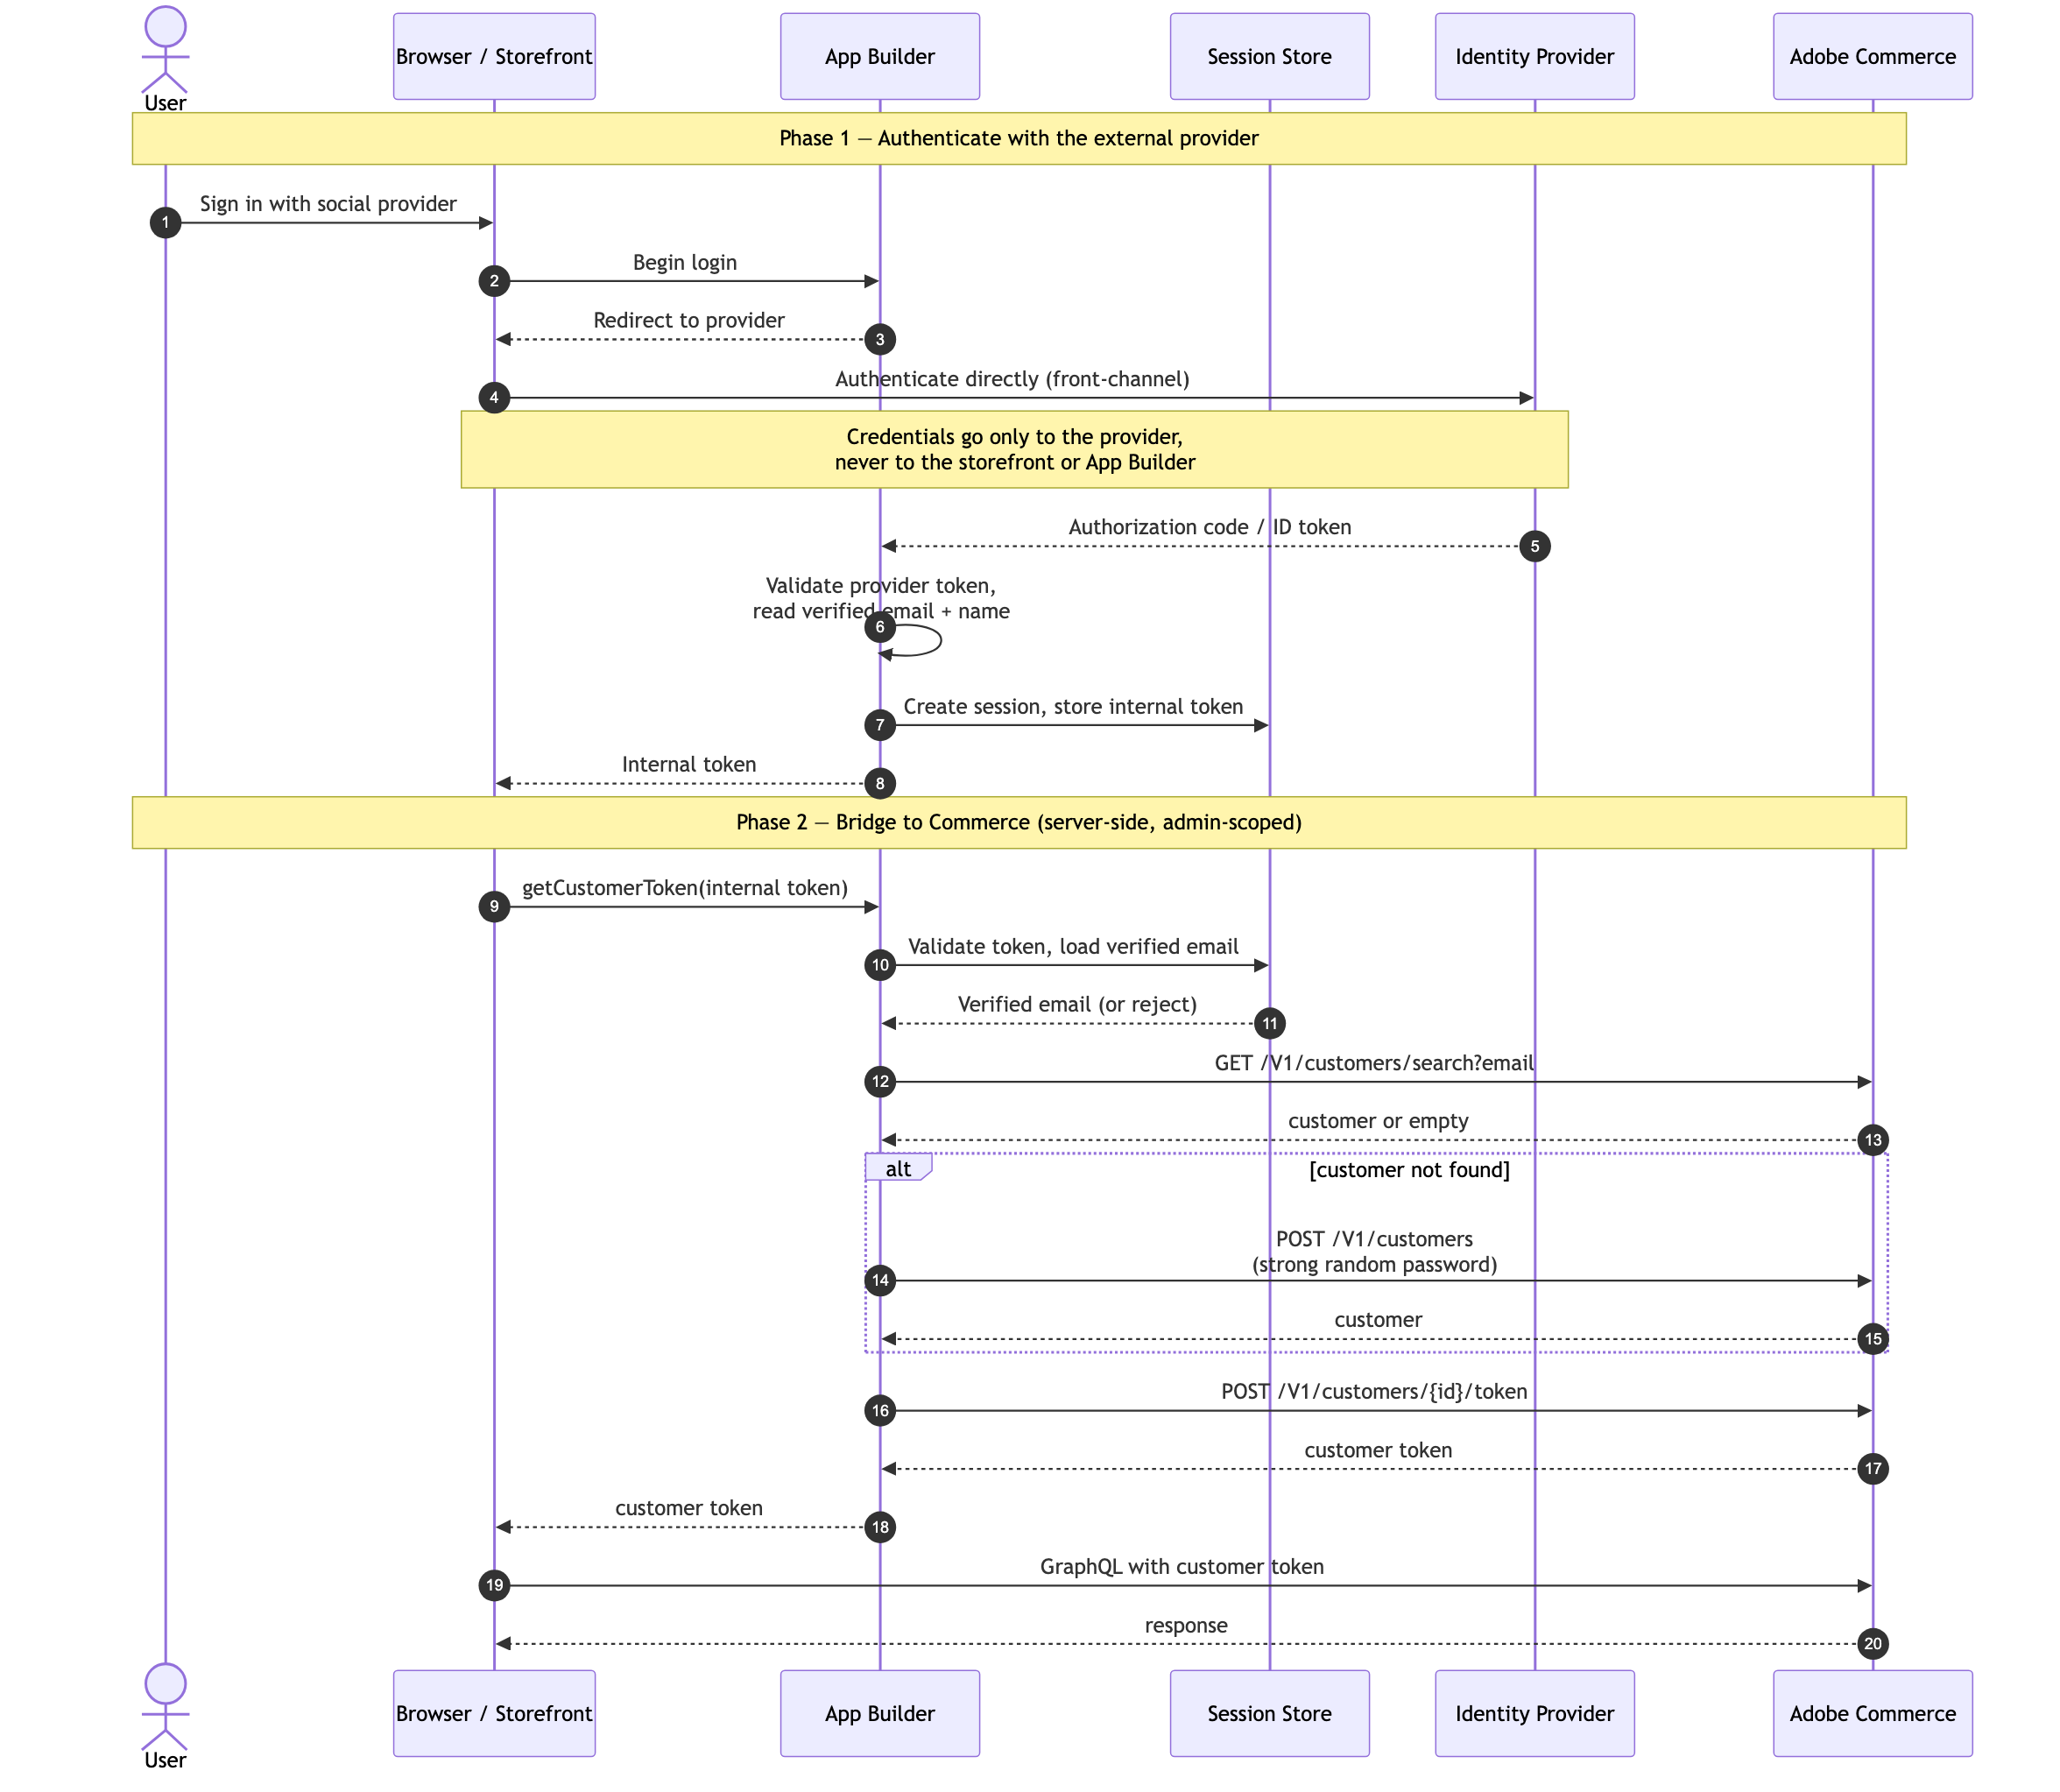 Browser / Storefront
App Builder
Session Store
Identity Provider
Adobe Commerce
User
Phase 1 — Authenticate with the external provider
Sign in with social provider
1
Begin login
2
Redirect to provider
3
Authenticate directly (front-channel)
4
Credentials go only to the provider,
never to the storefront or App Builder
Authorization code / ID token
5
Validate provider token,
read verified email + name
6
Create session, store internal token
7
Internal token
8
Phase 2 — Bridge to Commerce (server-side, admin-scoped)
getCustomerToken(internal token)
9
Validate token, load verified email
10
Verified email (or reject)
11
GET /V1/customers/search?email
12
customer or empty
13
alt
[customer not found]
POST /V1/customers
(strong random password)
14
customer
15
POST /V1/customers/{id}/token
16
customer token
17
customer token
18
GraphQL with customer token
19
response
20
Browser / Storefront
App Builder
Session Store
Identity Provider
Adobe Commerce
User